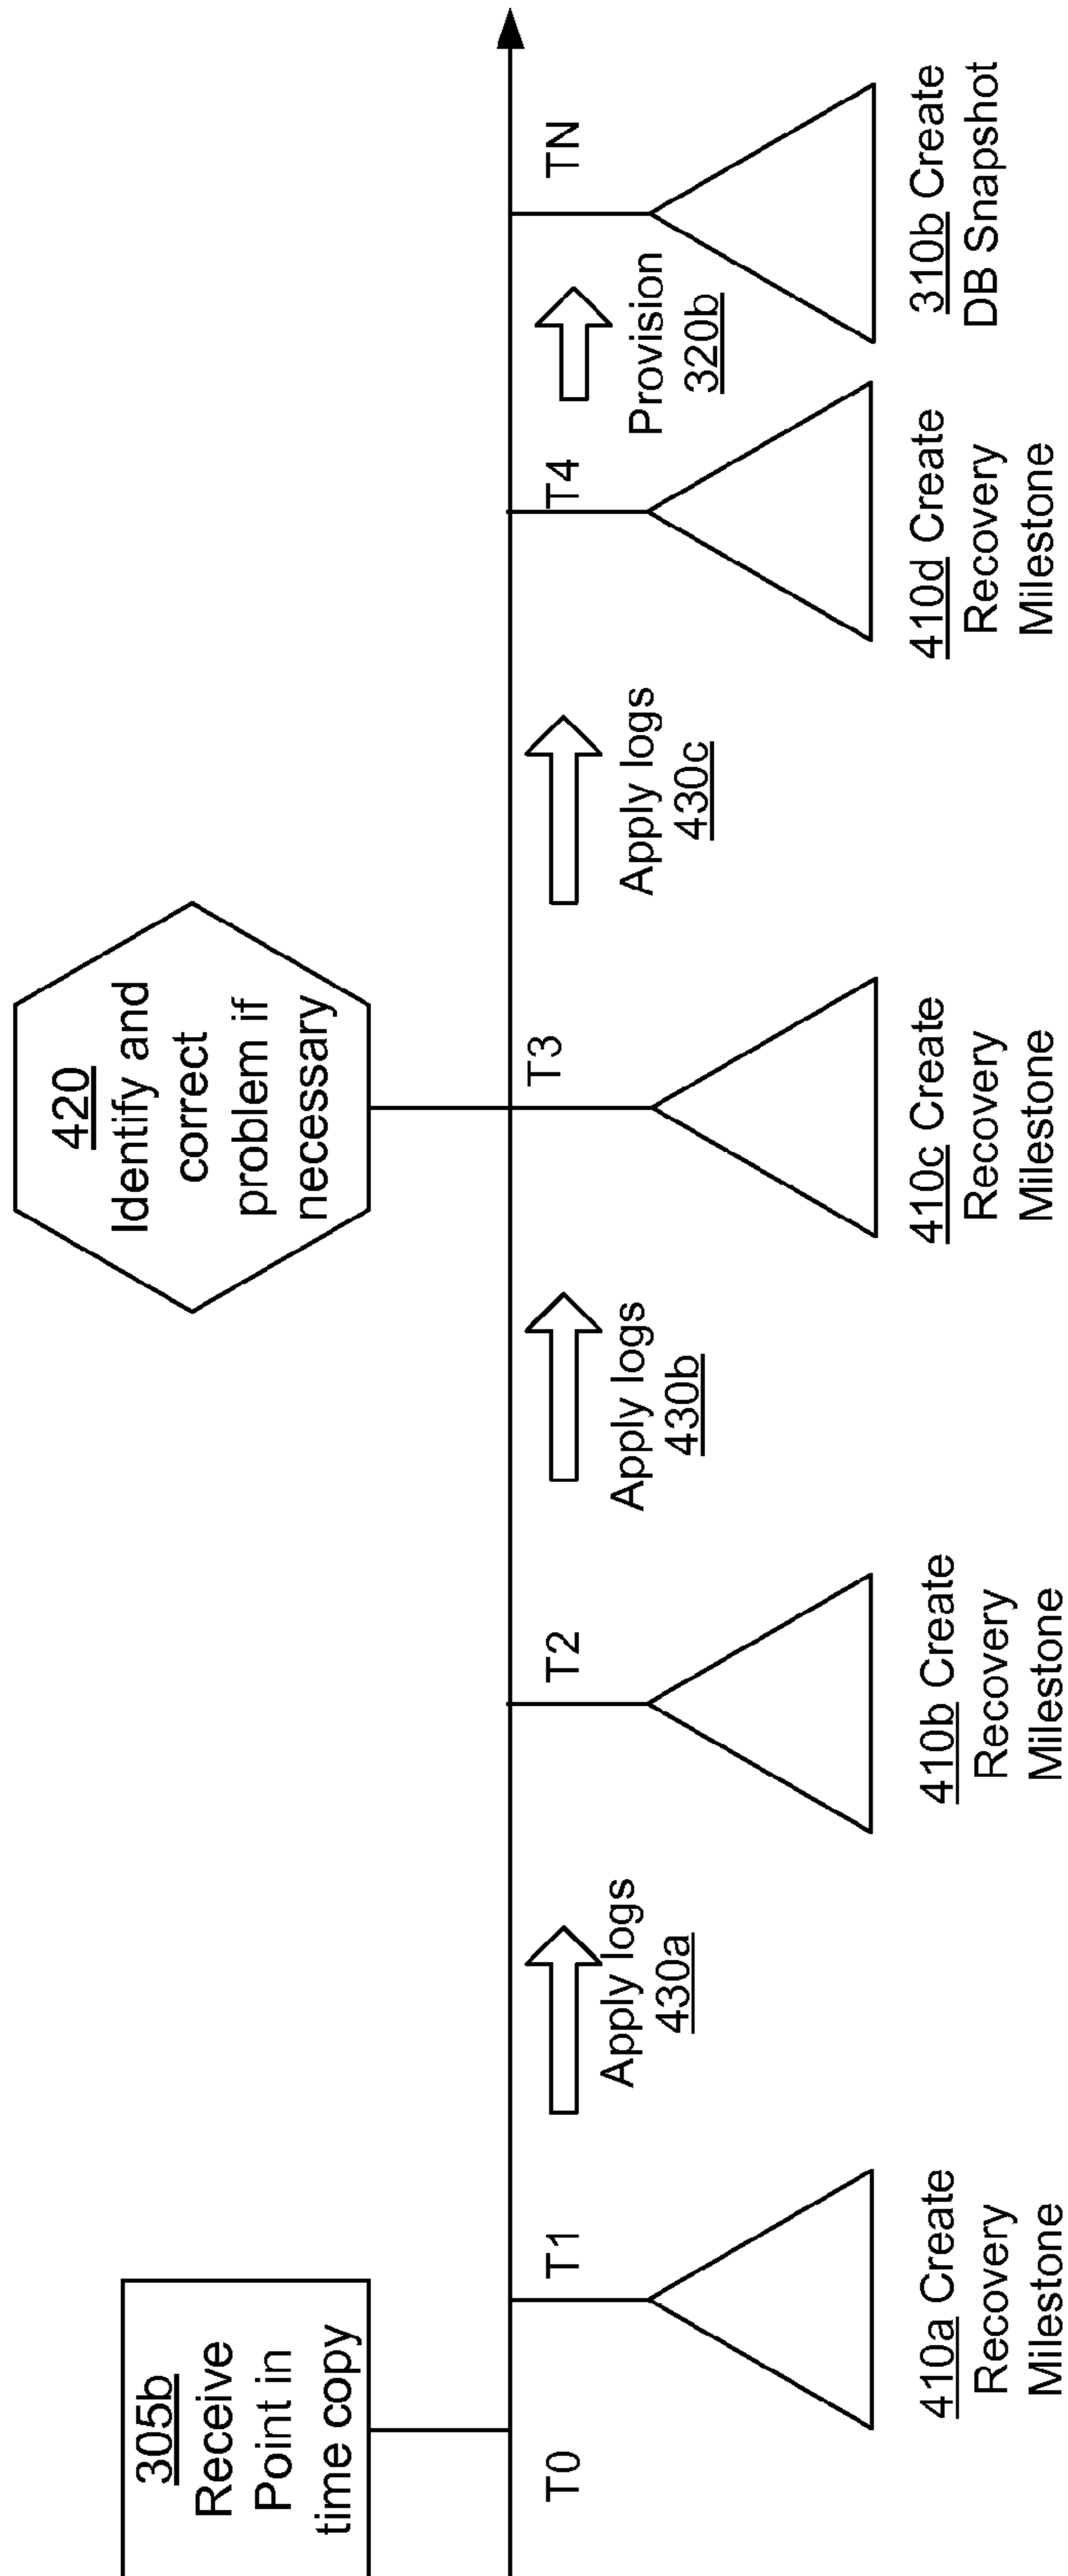 305b
Receive
Point in
time copy
420
Identify and
correct
problem if
necessary
T0
T1
T2
T3
T4
TN
Apply logs
430a
Apply logs
430b
Apply logs
430c
Provision
320b
410a Create
Recovery
Milestone
410b Create
Recovery
Milestone
410c Create
Recovery
Milestone
410d Create
Recovery
Milestone
310b Create
DB Snapshot